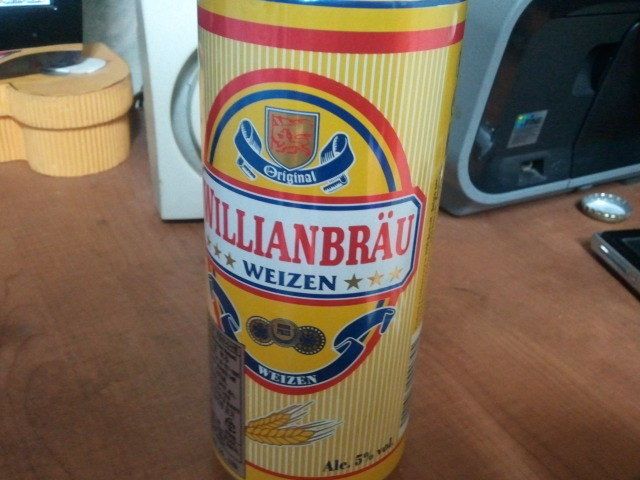 Original
WILLIANBRÄU
WEIZEN
WEIZEN
Alc. 5% vol.